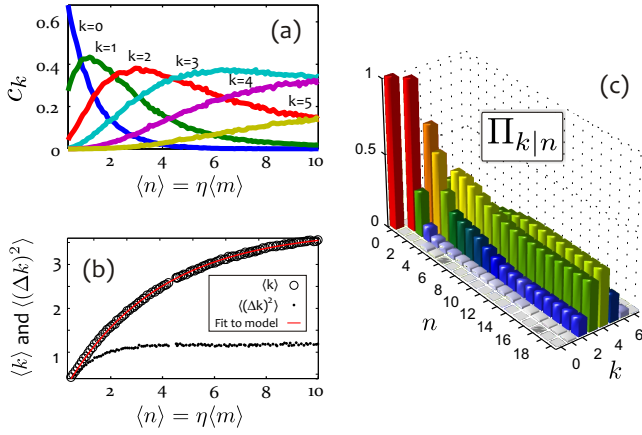 0.6
0.4
0.2
0
c_k
k=0
k=1
k=2
k=3
k=4
k=5
(a)
2 4 6 8 10
⟨n⟩ = η⟨m⟩
3
2
1
⟨k⟩ and ⟨(Δk)²⟩
(b)
⟨k⟩
⟨(Δk)²⟩
Fit to model
2 4 6 8 10
⟨n⟩ = η⟨m⟩
(c)
Π_{k|n}
1
0.5
0
0 2 4 6 8 10 12 14 16 18
n
0 2 4 6
k